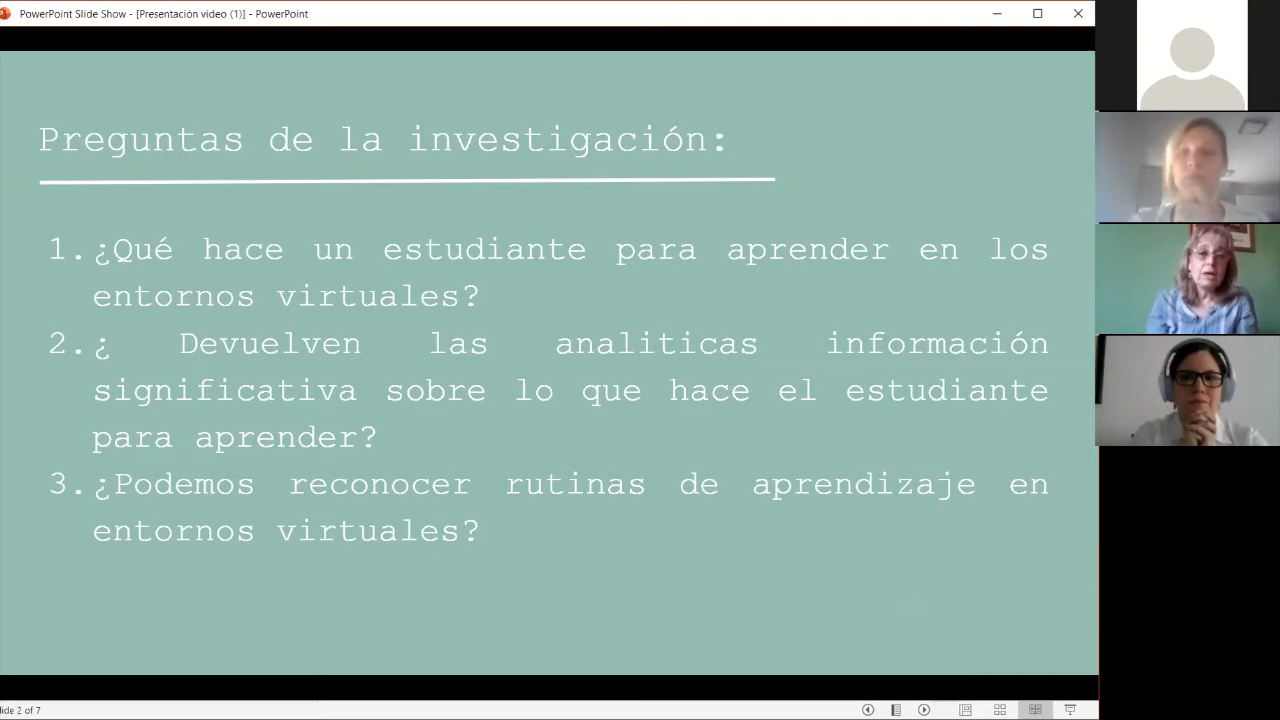 PowerPoint Slide Show - [Presentación video (1)] - PowerPoint
Preguntas de la investigación:
1.¿Qué hace un estudiante para aprender en los
entornos virtuales?
2.¿ Devuelven las analiticas información
significativa sobre lo que hace el estudiante
para aprender?
3.¿Podemos reconocer rutinas de aprendizaje en
entornos virtuales?
lide 2 of 7